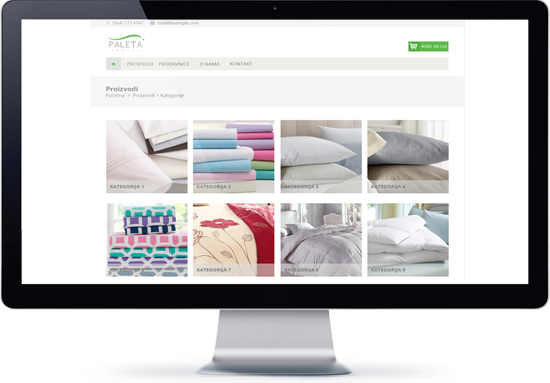 (064) 123 4567 mail@example.com
PALETA
4000.00 rsd
PROIZVODI PRODAVNICE O NAMA KONTAKT
Proizvodi
Početna Proizvodi Kategorije
KATEGORIJA 1 KATEGORIJA 2 KATEGORIJA 3 KATEGORIJA 4
KATEGORIJA 7 KATEGORIJA 8 KATEGORIJA 9